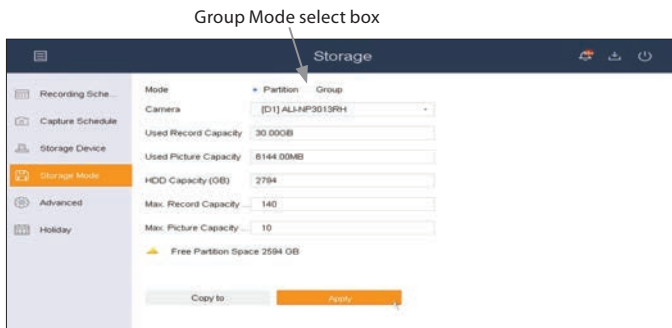 Group Mode select box
Storage
Recording Sche...
Capture Schedule
Storage Device
Storage Mode
Advanced
Holiday
Mode Partition Group
Camera [D1] ALI-NP3013RH
Used Record Capacity 30.00GB
Used Picture Capacity 6144.00MB
HDD Capacity (GB) 2794
Max. Record Capacity ... 140
Max. Picture Capacity ... 10
Free Partition Space 2594 GB
Copy to Apply